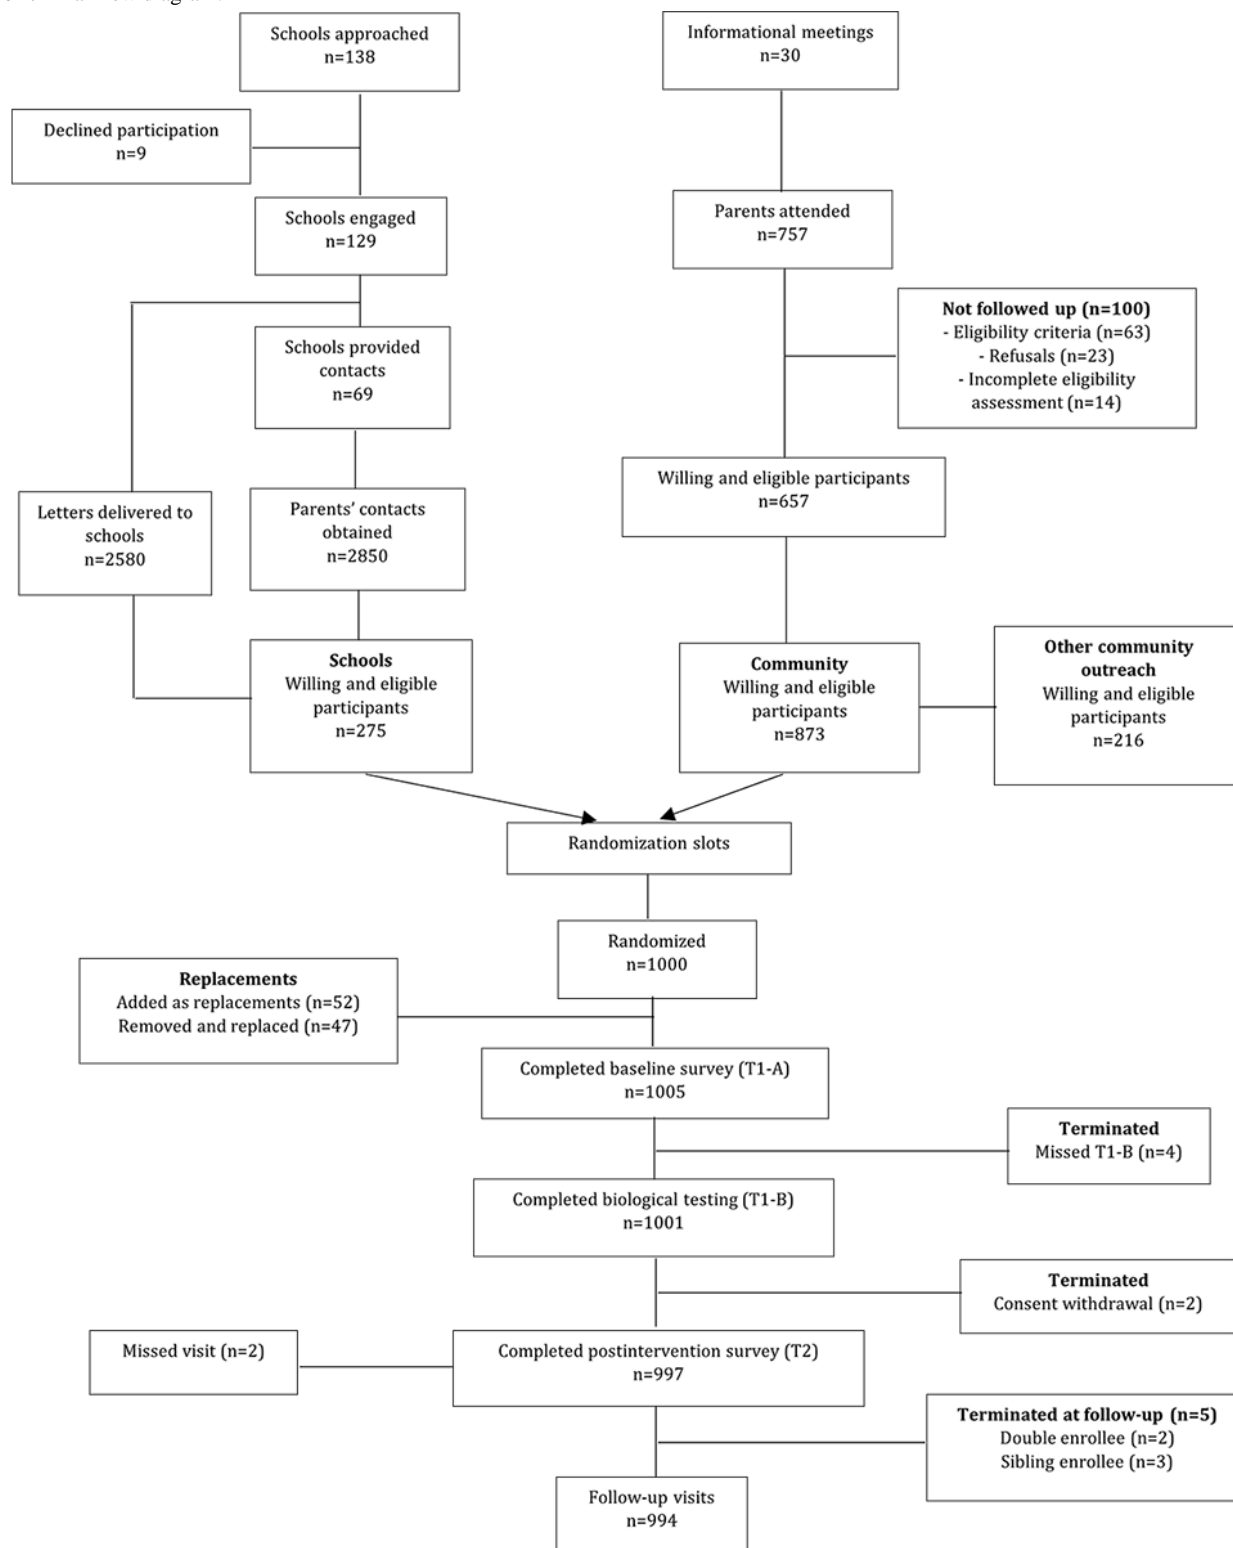 Schools approached
n=138
Informational meetings
n=30
Declined participation
n=9
Schools engaged
n=129
Parents attended
n=757
Not followed up (n=100)
- Eligibility criteria (n=63)
- Refusals (n=23)
- Incomplete eligibility
assessment (n=14)
Schools provided
contacts
n=69
Willing and eligible participants
n=657
Letters delivered to
schools
n=2580
Parents’ contacts
obtained
n=2850
Schools
Willing and eligible
participants
n=275
Community
Willing and eligible
participants
n=873
Other community
outreach
Willing and eligible
participants
n=216
Randomization slots
Randomized
n=1000
Replacements
Added as replacements (n=52)
Removed and replaced (n=47)
Completed baseline survey (T1-A)
n=1005
Terminated
Missed T1-B (n=4)
Completed biological testing (T1-B)
n=1001
Terminated
Consent withdrawal (n=2)
Missed visit (n=2)
Completed postintervention survey (T2)
n=997
Terminated at follow-up (n=5)
Double enrollee (n=2)
Sibling enrollee (n=3)
Follow-up visits
n=994